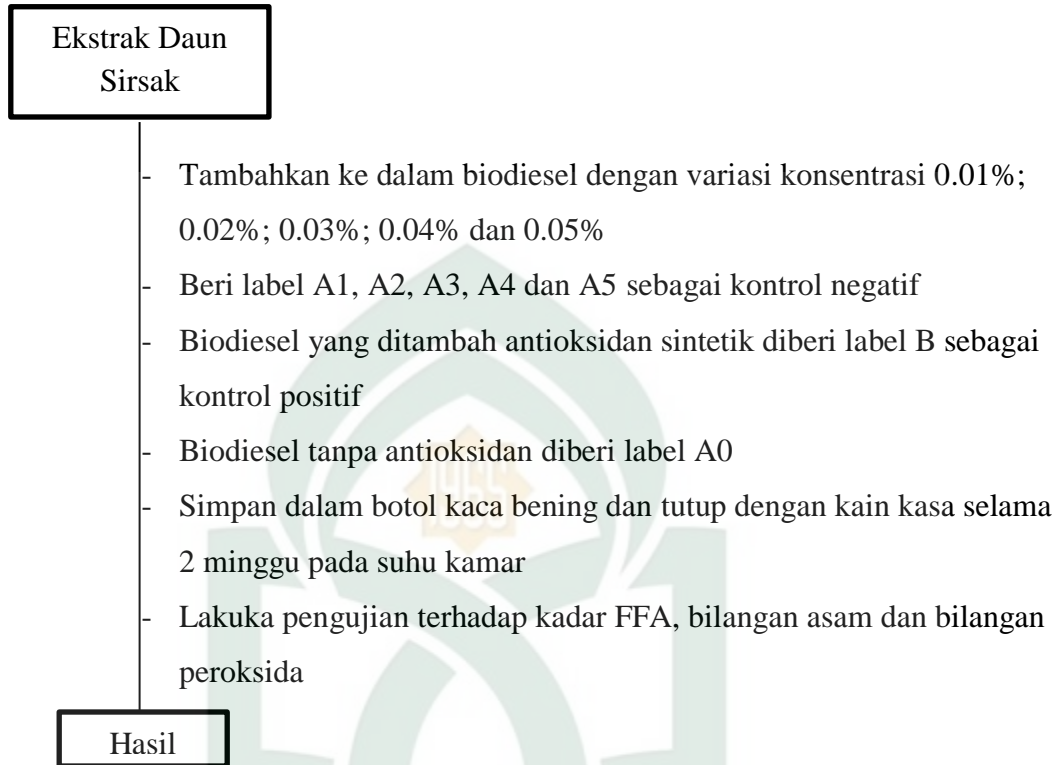 Ekstrak Daun
Sirsak
- Tambahkan ke dalam biodiesel dengan variasi konsentrasi 0.01%;
0.02%; 0.03%; 0.04% dan 0.05%
- Beri label A1, A2, A3, A4 dan A5 sebagai kontrol negatif
- Biodiesel yang ditambah antioksidan sintetik diberi label B sebagai
kontrol positif
- Biodiesel tanpa antioksidan diberi label A0
- Simpan dalam botol kaca bening dan tutup dengan kain kasa selama
2 minggu pada suhu kamar
- Lakuka pengujian terhadap kadar FFA, bilangan asam dan bilangan
peroksida
Hasil
1965